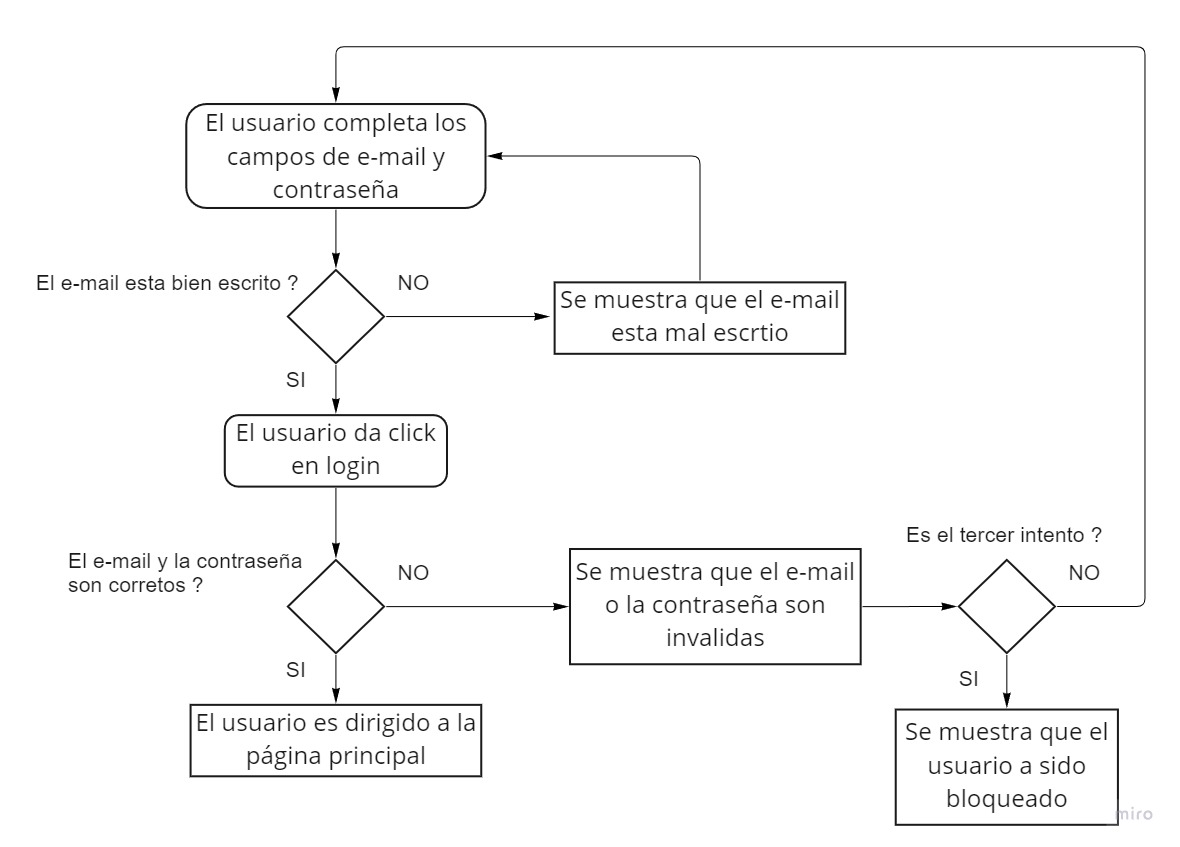 El usuario completa los
campos de e-mail y
contraseña
El e-mail esta bien escrito ?
NO
Se muestra que el e-mail
esta mal escrtio
SI
El usuario da click
en login
El e-mail y la contraseña
son corretos ?
NO
Se muestra que el e-mail
o la contraseña son
invalidas
Es el tercer intento ?
NO
SI
El usuario es dirigido a la
página principal
SI
Se muestra que el
usuario a sido
bloqueado
miro